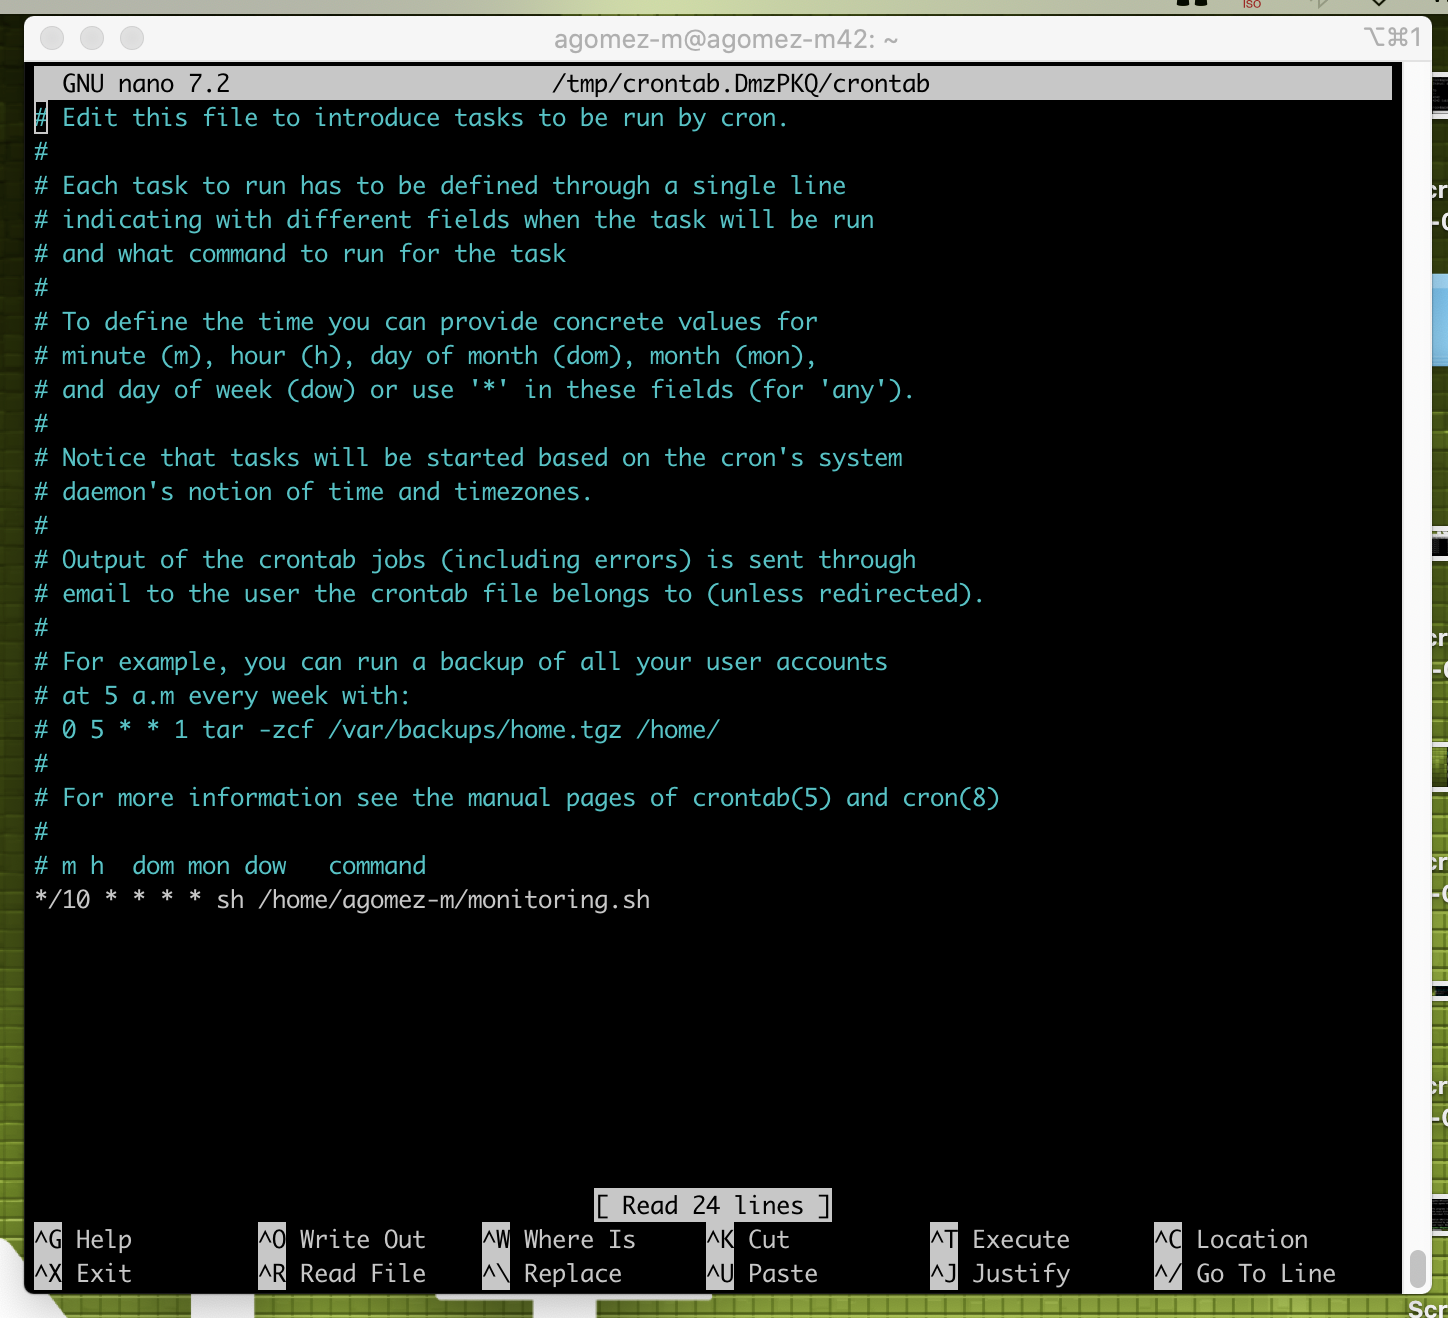 iso
agomez-m@agomez-m42: ~
⌥⌘1
GNU nano 7.2 /tmp/crontab.DmzPKQ/crontab
# Edit this file to introduce tasks to be run by cron.
#
# Each task to run has to be defined through a single line
# indicating with different fields when the task will be run
# and what command to run for the task
#
# To define the time you can provide concrete values for
# minute (m), hour (h), day of month (dom), month (mon),
# and day of week (dow) or use '*' in these fields (for 'any').
#
# Notice that tasks will be started based on the cron's system
# daemon's notion of time and timezones.
#
# Output of the crontab jobs (including errors) is sent through
# email to the user the crontab file belongs to (unless redirected).
#
# For example, you can run a backup of all your user accounts
# at 5 a.m every week with:
# 0 5 * * 1 tar -zcf /var/backups/home.tgz /home/
#
# For more information see the manual pages of crontab(5) and cron(8)
#
# m h  dom mon dow   command
*/10 * * * * sh /home/agomez-m/monitoring.sh
[ Read 24 lines ]
^G Help ^O Write Out ^W Where Is ^K Cut ^T Execute ^C Location
^X Exit ^R Read File ^\ Replace ^U Paste ^J Justify ^/ Go To Line
Scr